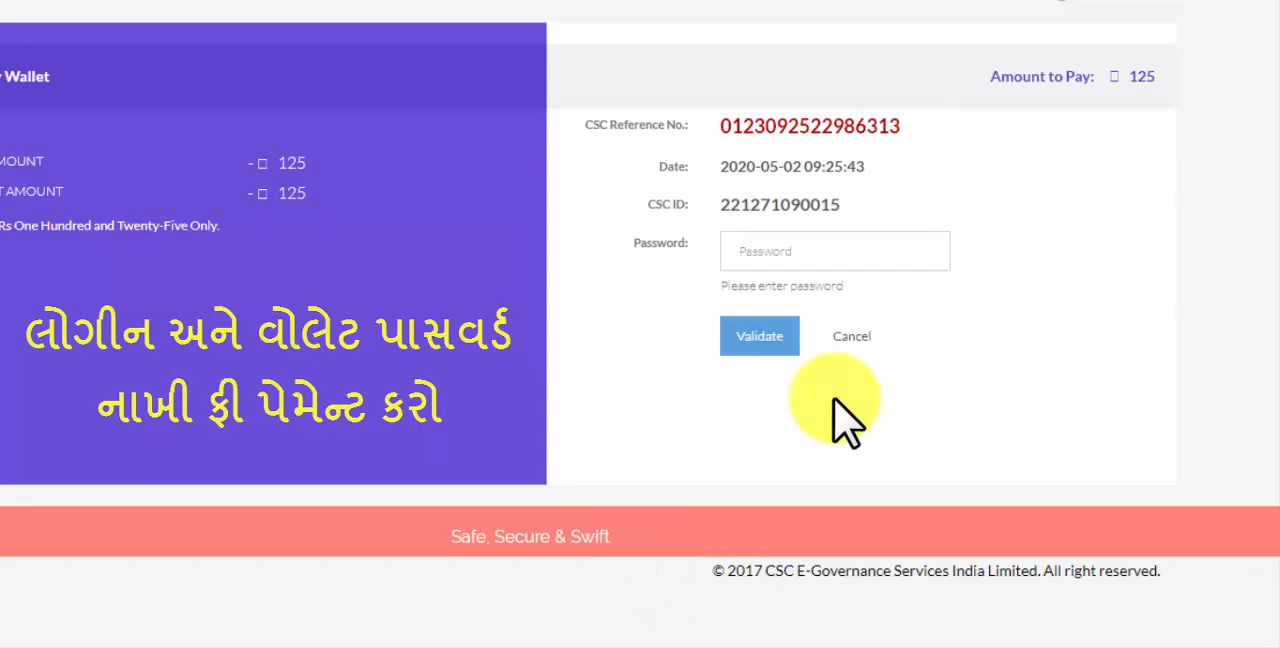 Wallet
Amount to Pay: 125
CSC Reference No.: 0123092522986313
MOUNT - 125
Date: 2020-05-02 09:25:43
T AMOUNT - 125
CSC ID: 221271090015
Rs One Hundred and Twenty-Five Only.
Password: Password
Please enter password
લોગીન અને વોલેટ પાસવર્ડ
નાખી ફી પેમેન્ટ કરો
Validate Cancel
Safe, Secure & Swift
© 2017 CSC E-Governance Services India Limited. All right reserved.